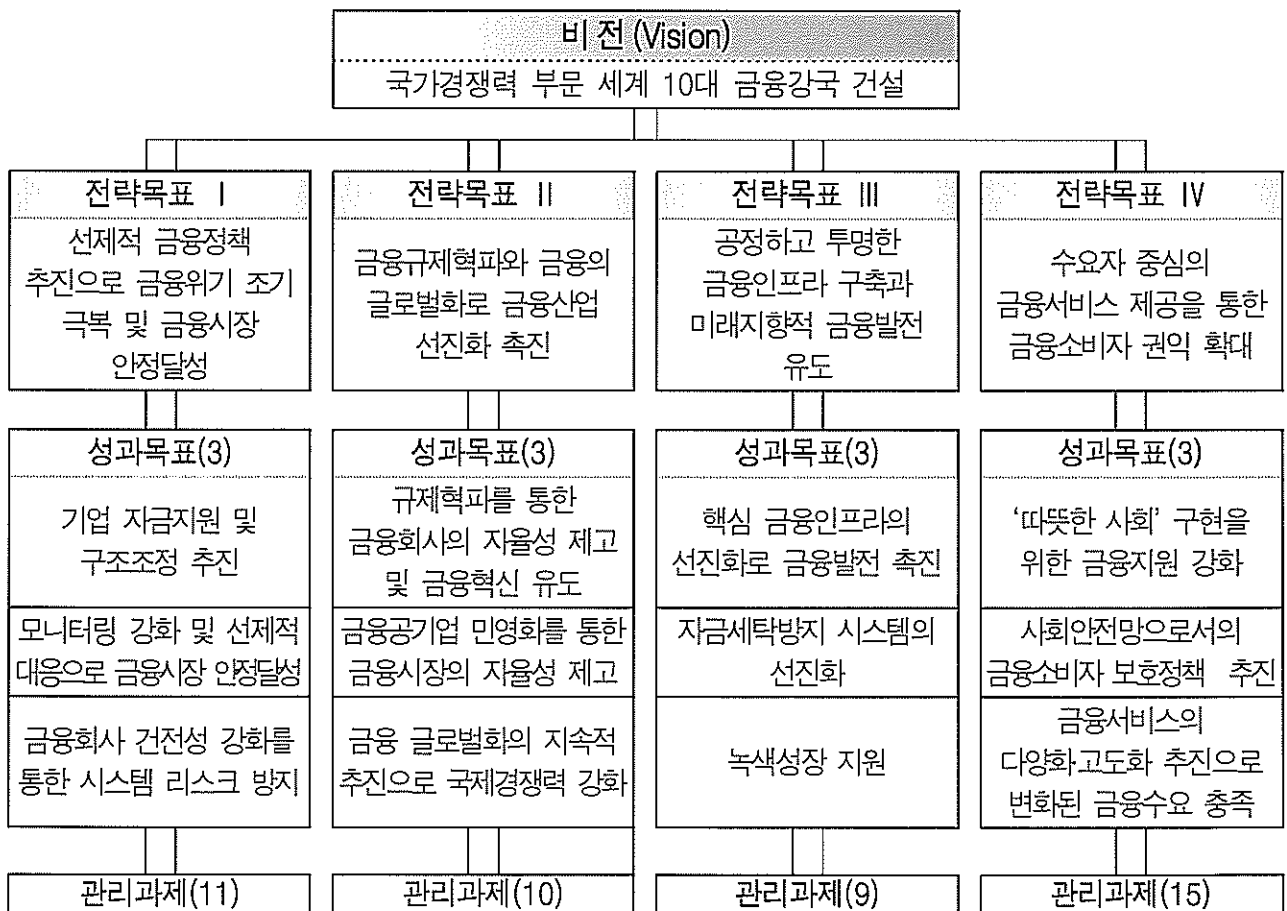 비전(Vision)
국가경쟁력 부문 세계 10대 금융강국 건설
전략목표 Ⅰ
선제적 금융정책
추진으로 금융위기 조기
극복 및 금융시장
안정달성
전략목표 Ⅱ
금융규제혁파와 금융의
글로벌화로 금융산업
선진화 촉진
전략목표 Ⅲ
공정하고 투명한
금융인프라 구축과
미래지향적 금융발전
유도
전략목표 Ⅳ
수요자 중심의
금융서비스 제공을 통한
금융소비자 권익 확대
성과목표(3)
기업 자금지원 및
구조조정 추진
모니터링 강화 및 선제적
대응으로 금융시장 안정달성
금융회사 건전성 강화를
통한 시스템 리스크 방지
관리과제(11)
성과목표(3)
규제혁파를 통한
금융회사의 자율성 제고
및 금융혁신 유도
금융공기업 민영화를 통한
금융시장의 자율성 제고
금융 글로벌화의 지속적
추진으로 국제경쟁력 강화
관리과제(10)
성과목표(3)
핵심 금융인프라의
선진화로 금융발전 촉진
자금세탁방지 시스템의
선진화
녹색성장 지원
관리과제(9)
성과목표(3)
‘따뜻한 사회’ 구현을
위한 금융지원 강화
사회안전망으로서의
금융소비자 보호정책 추진
금융서비스의
다양화·고도화 추진으로
변화된 금융수요 충족
관리과제(15)